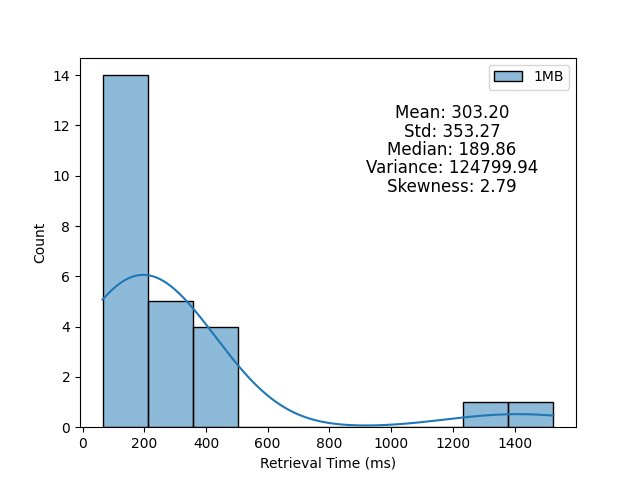 1MB
Mean: 303.20
Std: 353.27
Median: 189.86
Variance: 124799.94
Skewness: 2.79
14
12
10
8
6
4
2
0
Count
0 200 400 600 800 1000 1200 1400
Retrieval Time (ms)